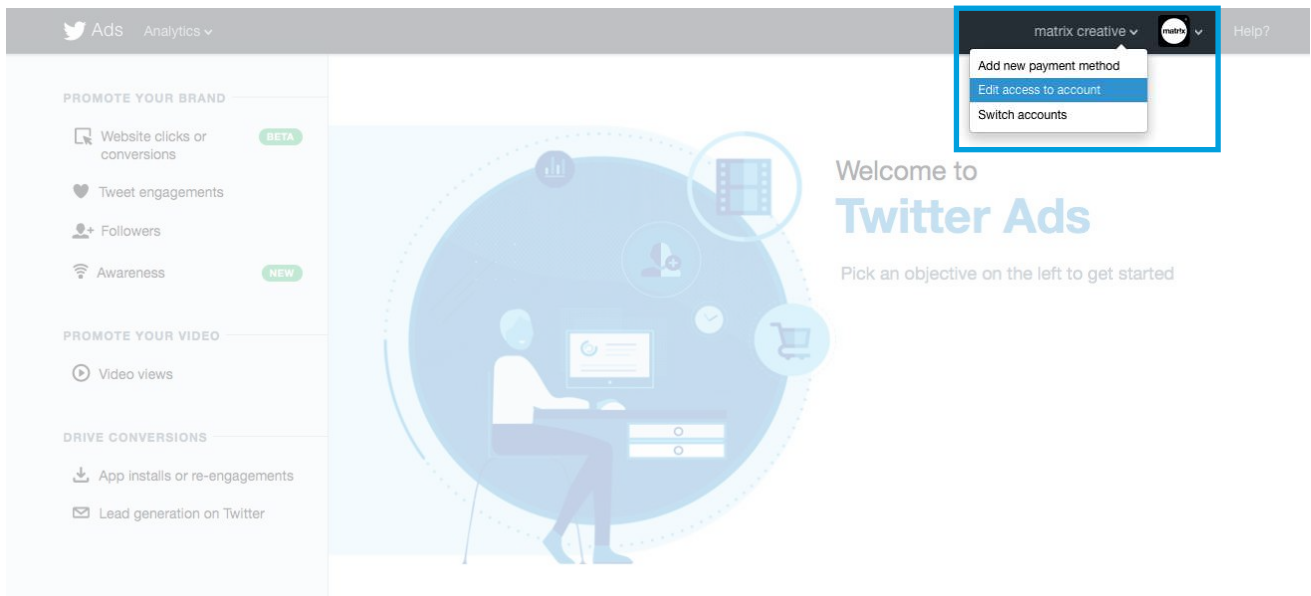 Ads Analytics
matrix creative
matrix
Help?
Add new payment method
Edit access to account
Switch accounts
PROMOTE YOUR BRAND
Website clicks or
conversions
BETA
Tweet engagements
Followers
Awareness
NEW
PROMOTE YOUR VIDEO
Video views
DRIVE CONVERSIONS
App installs or re-engagements
Lead generation on Twitter
Welcome to
Twitter Ads
Pick an objective on the left to get started